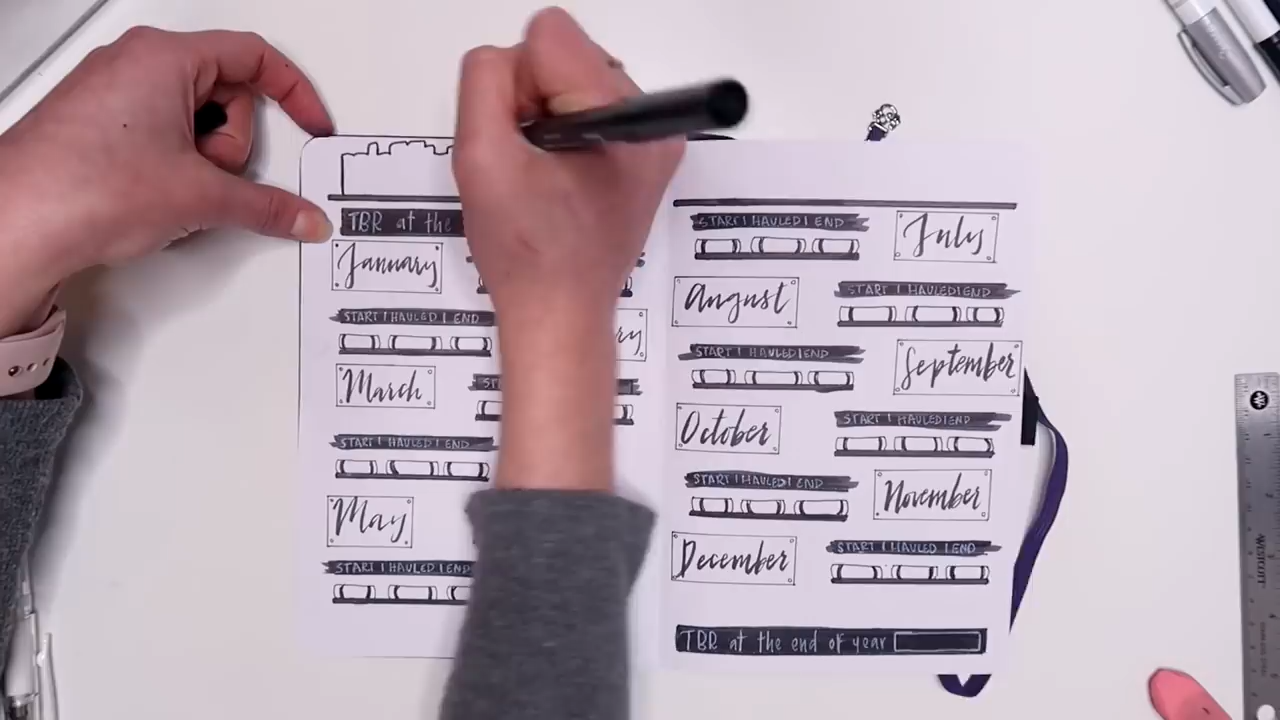 TBR at the
January
START | HAULED | END
March
START | HAULED | END
May
START | HAULED | END
START | HAULED | END
July
August
START | HAULED | END
START | HAULED | END
September
October
START | HAULED | END
START | HAULED | END
November
December
START | HAULED | END
TBR at the end of year